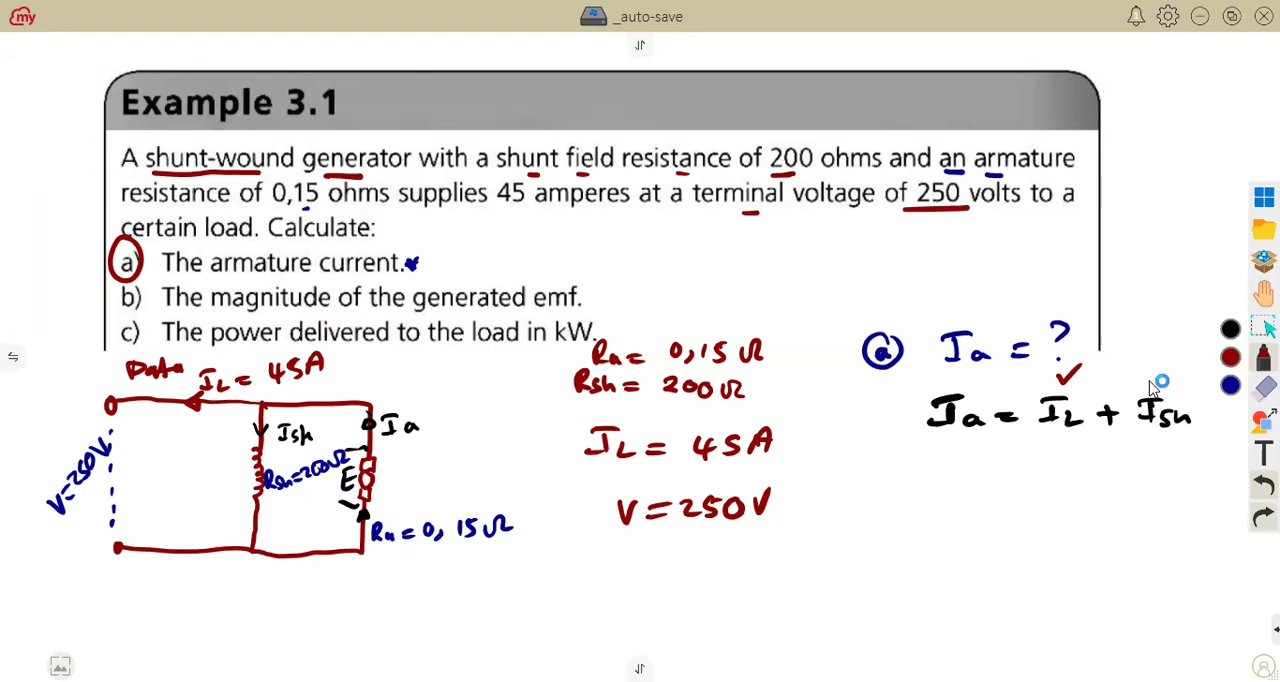 my
_auto-save
Example 3.1
A shunt-wound generator with a shunt field resistance of 200 ohms and an armature
resistance of 0,15 ohms supplies 45 amperes at a terminal voltage of 250 volts to a
certain load. Calculate:
a) The armature current.
b) The magnitude of the generated emf.
c) The power delivered to the load in kW.
Data
IL = 45A
Ish
Ia
V=250V
Rsh=200Ω
E
Ra = 0, 15Ω
Ra = 0,15Ω
Rsh = 200Ω
IL = 45A
V = 250V
a Ia = ?
Ia = IL + Ish
T